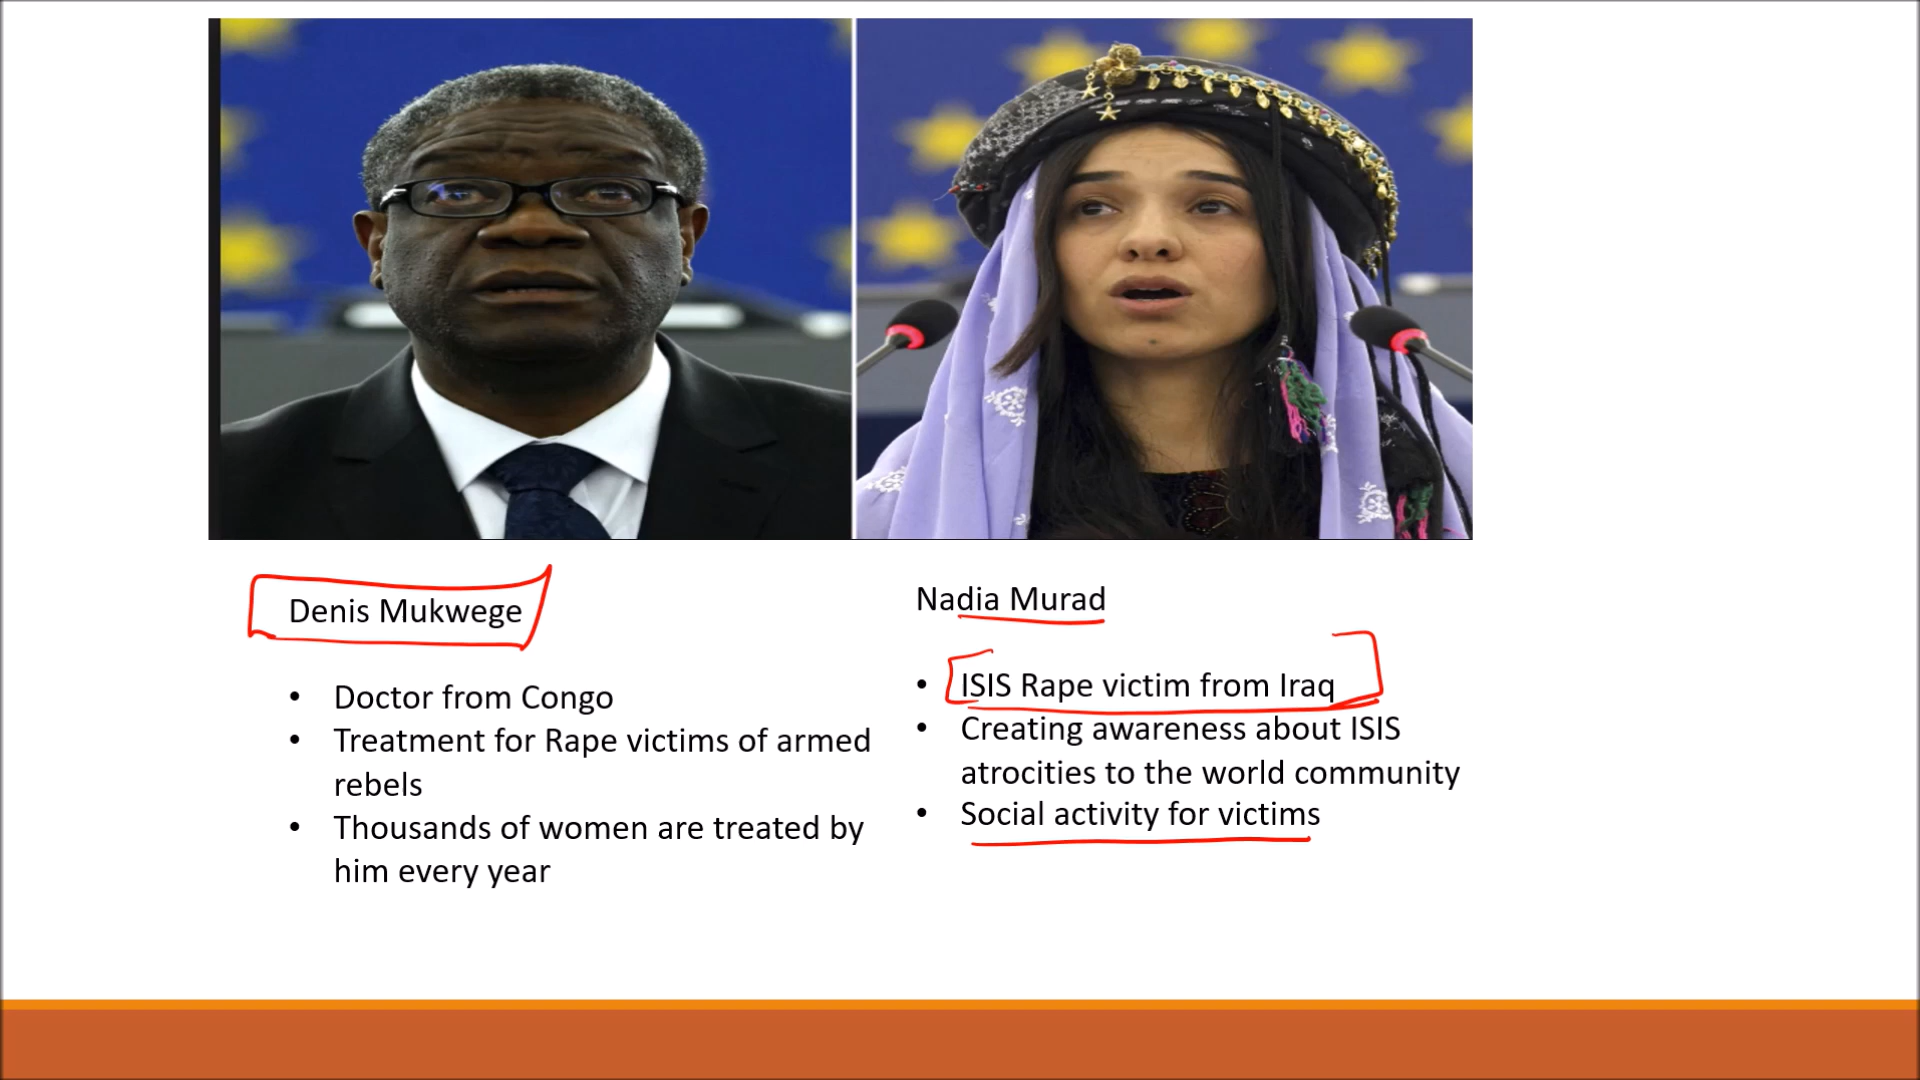 Denis Mukwege
• Doctor from Congo
• Treatment for Rape victims of armed
rebels
• Thousands of women are treated by
him every year
Nadia Murad
• ISIS Rape victim from Iraq
• Creating awareness about ISIS
atrocities to the world community
• Social activity for victims